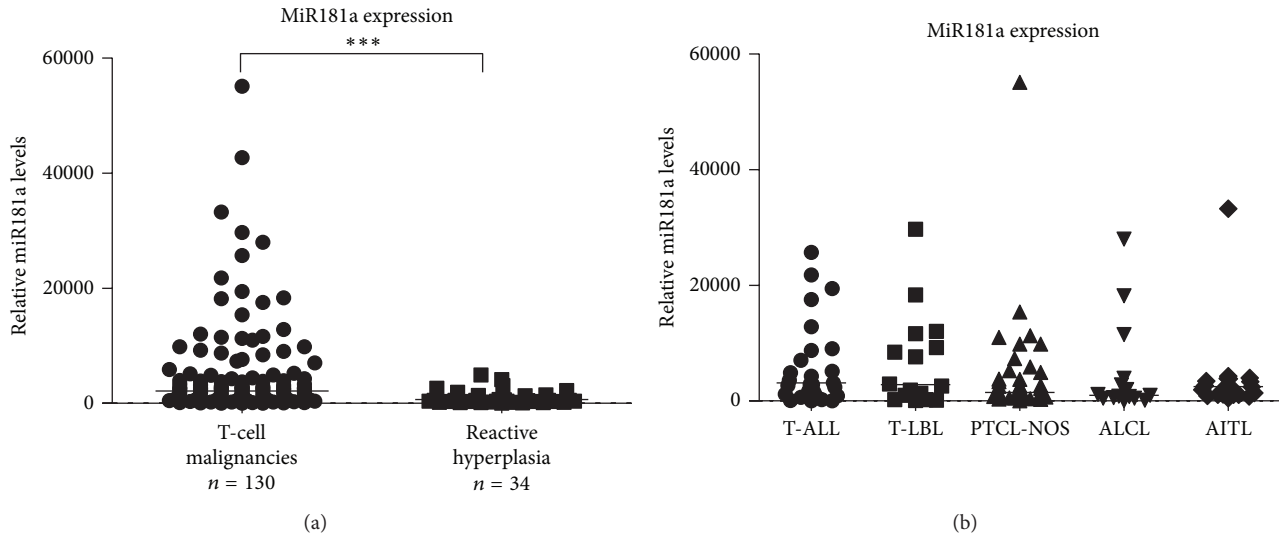 MiR181a expression
***
Relative miR181a levels
60000
40000
20000
0
T-cell
malignancies
n = 130
Reactive
hyperplasia
n = 34
(a)
MiR181a expression
Relative miR181a levels
60000
40000
20000
0
T-ALL
T-LBL
PTCL-NOS
ALCL
AITL
(b)